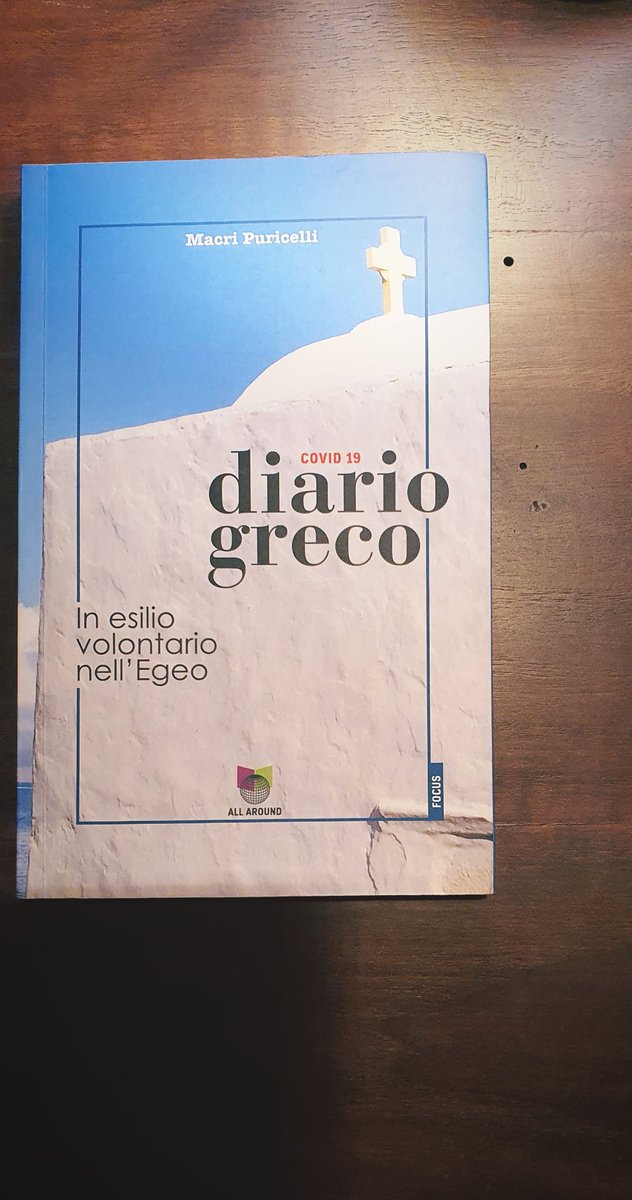 Macri Puricelli
COVID 19
diario
greco
In esilio
volontario
nell'Egeo
ALL AROUND
FOCUS